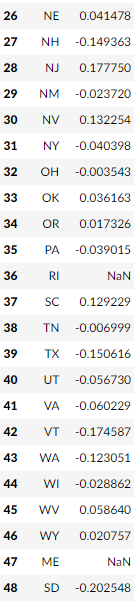 26 NE 0.041478
27 NH -0.149363
28 NJ 0.177750
29 NM -0.023720
30 NV 0.132254
31 NY -0.040398
32 OH -0.003543
33 OK 0.036163
34 OR 0.017326
35 PA -0.039015
36 RI NaN
37 SC 0.129229
38 TN -0.006999
39 TX -0.150616
40 UT -0.056730
41 VA -0.060229
42 VT -0.174587
43 WA -0.123051
44 WI -0.028862
45 WV 0.058640
46 WY 0.020757
47 ME NaN
48 SD -0.202548